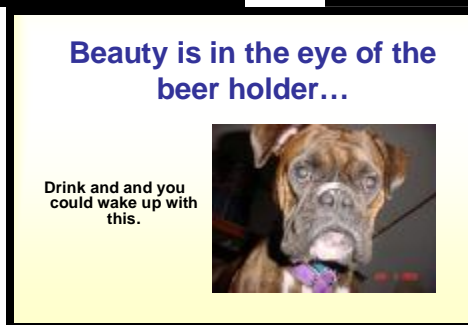 Beauty is in the eye of the
beer holder…
Drink and and you
could wake up with
this.